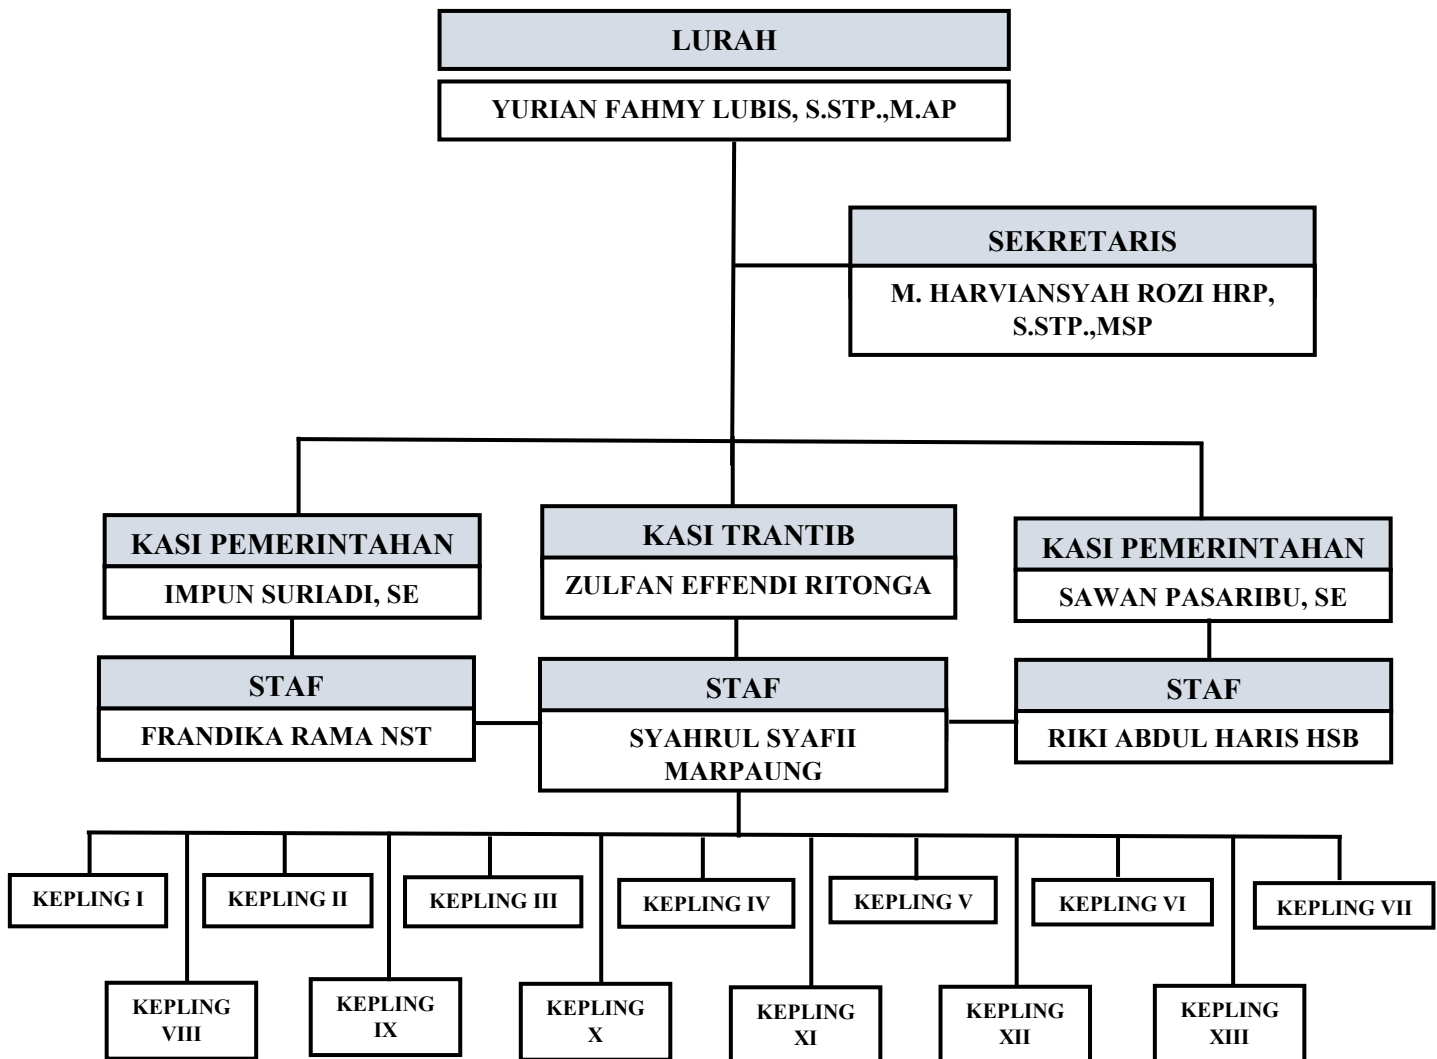 LURAH
YURIAN FAHMY LUBIS, S.STP.,M.AP
SEKRETARIS
M. HARVIANSYAH ROZI HRP,
S.STP.,MSP
KASI PEMERINTAHAN
IMPUN SURIADI, SE
KASI TRANTIB
ZULFAN EFFENDI RITONGA
KASI PEMERINTAHAN
SAWAN PASARIBU, SE
STAF
FRANDIKA RAMA NST
STAF
SYAHRUL SYAFII
MARPAUNG
STAF
RIKI ABDUL HARIS HSB
KEPLING I
KEPLING II
KEPLING III
KEPLING IV
KEPLING V
KEPLING VI
KEPLING VII
KEPLING
VIII
KEPLING
IX
KEPLING
X
KEPLING
XI
KEPLING
XII
KEPLING
XIII